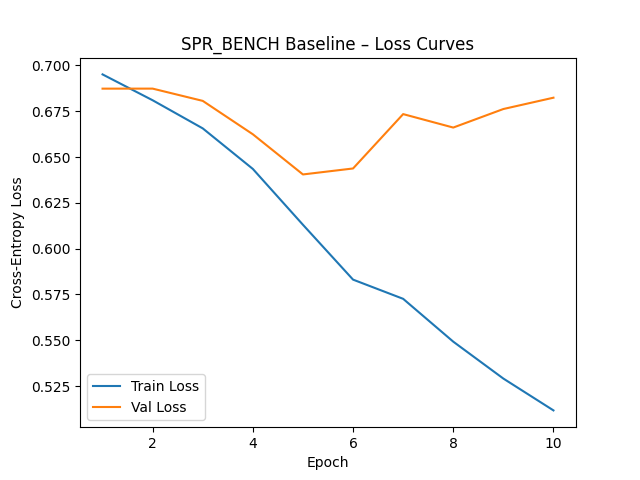 SPR_BENCH Baseline – Loss Curves
Cross-Entropy Loss
0.700
0.675
0.650
0.625
0.600
0.575
0.550
0.525
Train Loss
Val Loss
2
4
6
8
10
Epoch